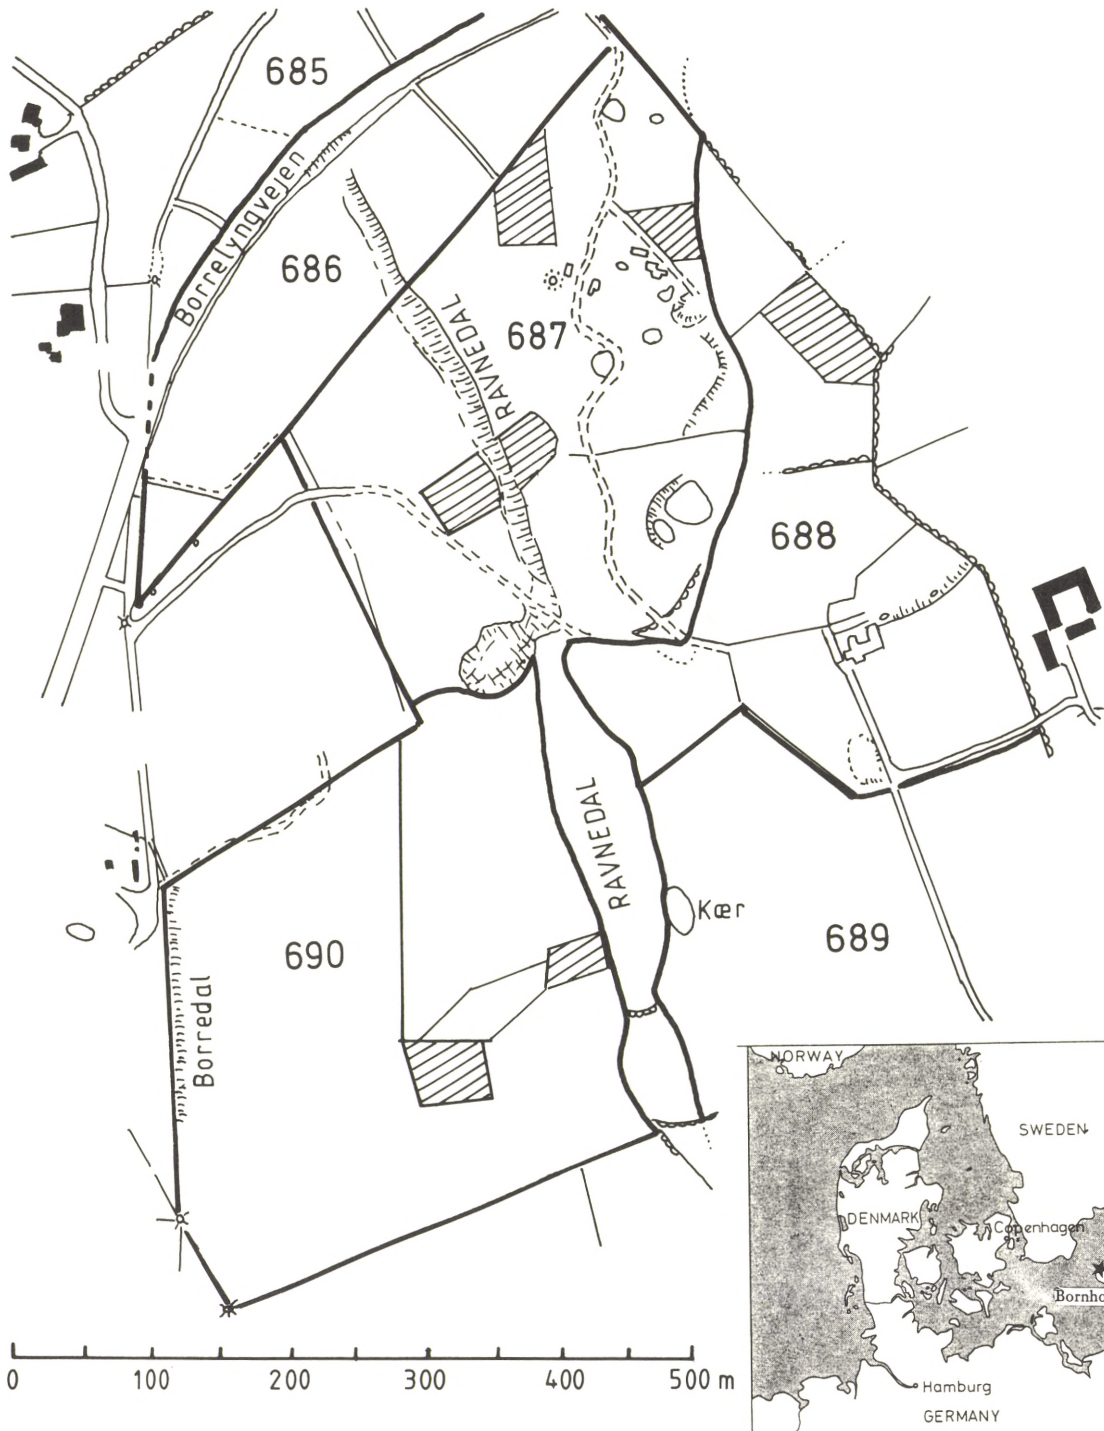 685
Borrelyngvejen
686
RAVNEDAL
687
688
RAVNEDAL
Kær
689
690
Borredal
NORWAY
SWEDEN
DENMARK
Copenhagen
Bornho
Hamburg
GERMANY
0 100 200 300 400 500 m